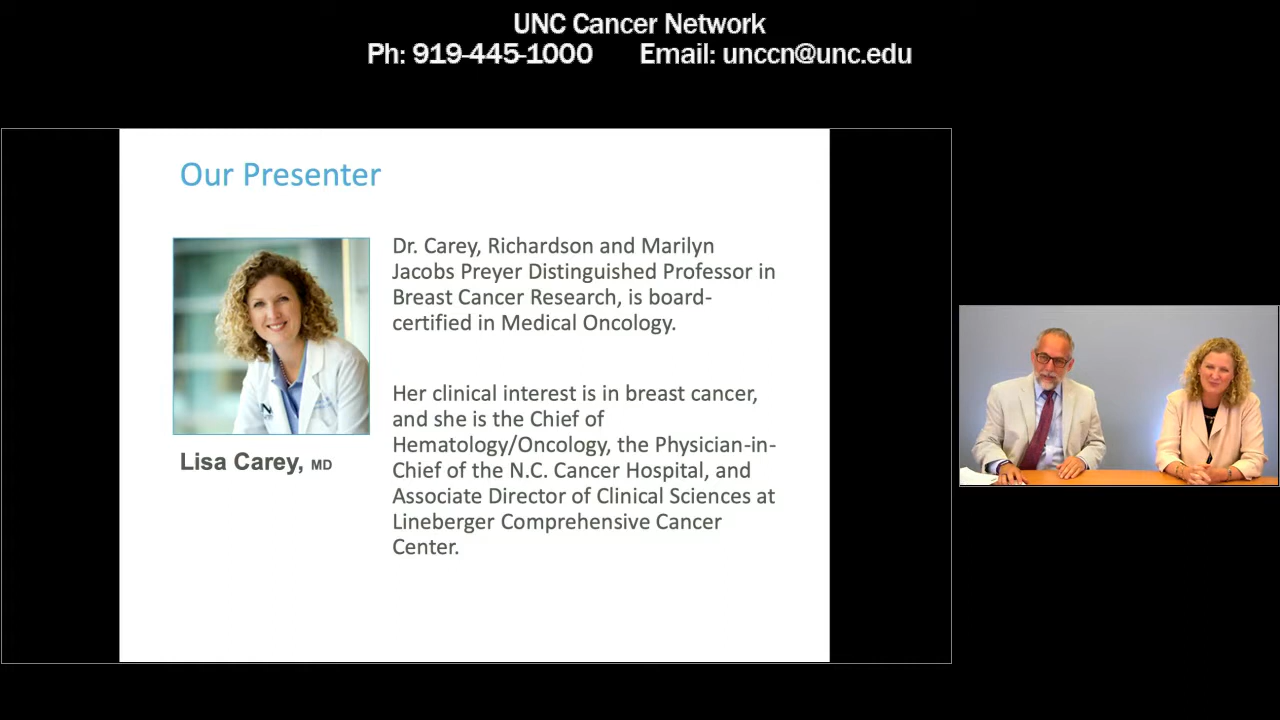 UNC Cancer Network
Ph: 919-445-1000 Email: unccn@unc.edu
Our Presenter
Dr. Carey, Richardson and Marilyn
Jacobs Preyer Distinguished Professor in
Breast Cancer Research, is board-
certified in Medical Oncology.
Her clinical interest is in breast cancer,
and she is the Chief of
Hematology/Oncology, the Physician-in-
Chief of the N.C. Cancer Hospital, and
Associate Director of Clinical Sciences at
Lineberger Comprehensive Cancer
Center.
Lisa Carey, MD